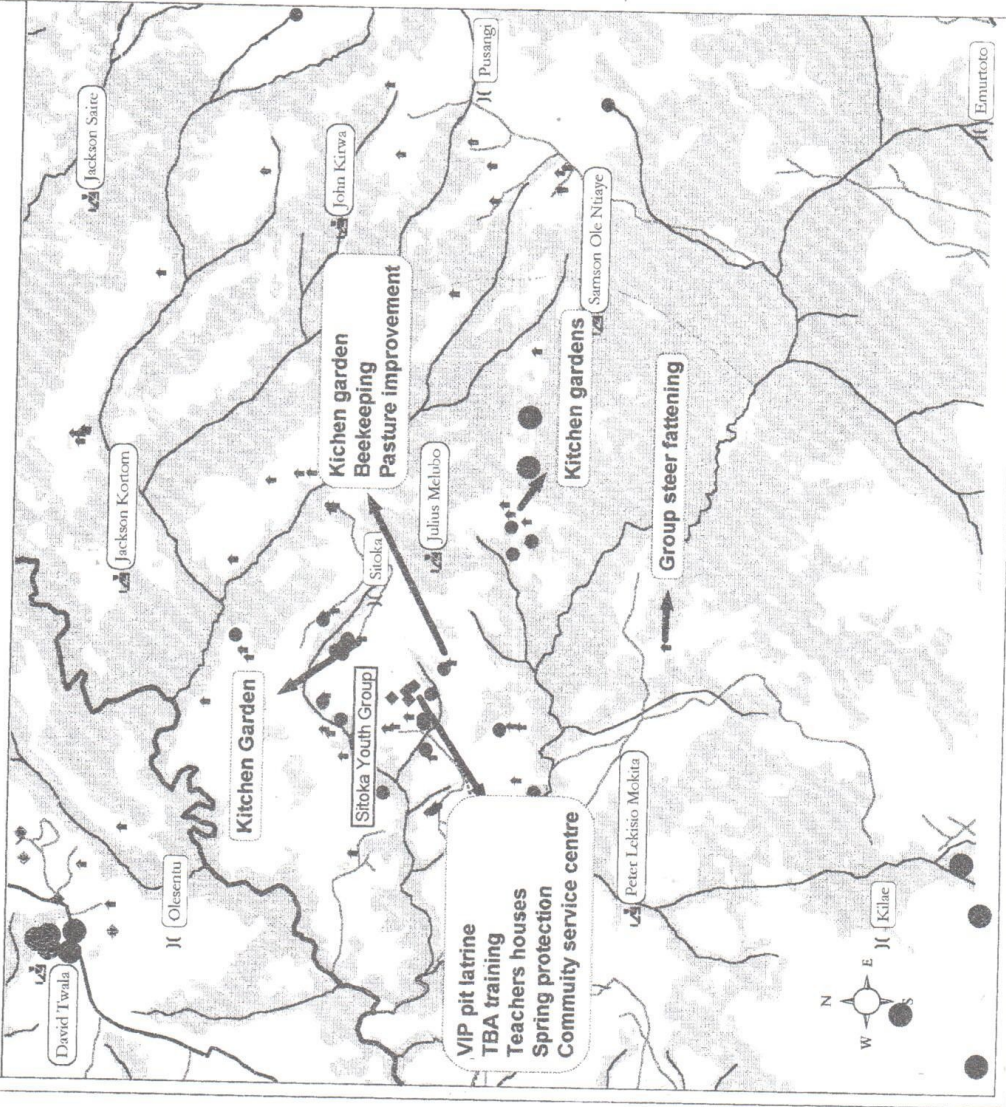 Jackson Saire
Pusangi
Emurtoto
John Kirwa
Samson Ole Ntiaye
Kichen garden
Beekeeping
Pasture improvement
Kitchen gardens
Group steer fattening
Jackson Kortom
Julius Melubo
Sitoka
Kitchen Garden
Sitoka Youth Group
Olesentu
David Twala
VIP pit latrine
TBA training
Teachers houses
Spring protection
Commuity service centre
Peter Lekisio Mokita
Kilae
N
E
S
W